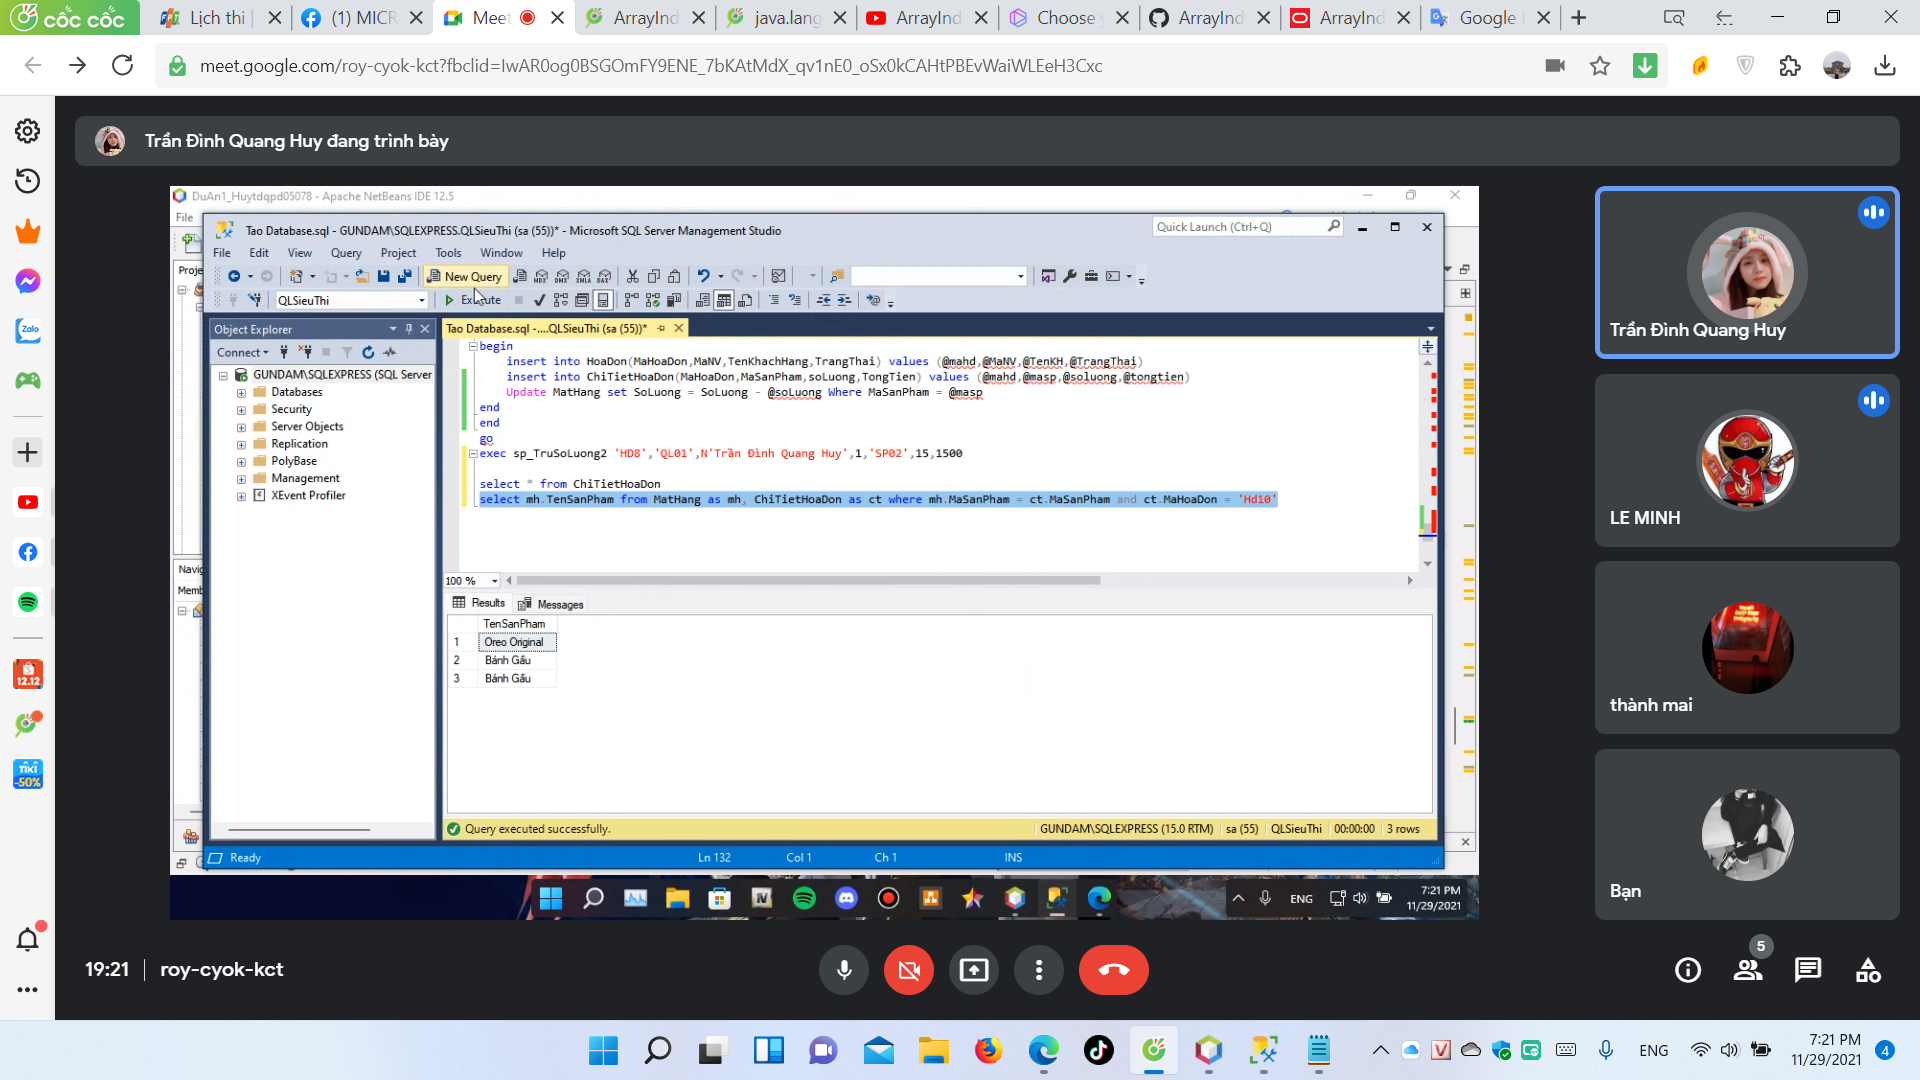 cốc cốc
Lịch thi
(1) MICR
Meet
ArrayInd
java.lang
ArrayInd
Choose
ArrayInd
ArrayInd
Google
meet.google.com/roy-cyok-kct?fbclid=IwAR0og0BSGOmFY9ENE_7bKAtMdX_qv1nE0_oSx0kCAHtPBEvWaiWLEeH3Cxc
Trần Đình Quang Huy đang trình bày
DuAn1_Huytdqpd05078 - Apache NetBeans IDE 12.5
File
Tao Database.sql - GUNDAM\SQLEXPRESS.QLSieuThi (sa (55))* - Microsoft SQL Server Management Studio
Quick Launch (Ctrl+Q)
File Edit View Query Project Tools Window Help
New Query
QLSieuThi
Execute
Proje
Object Explorer
Connect
GUNDAM\SQLEXPRESS (SQL Server
Databases
Security
Server Objects
Replication
PolyBase
Management
XEvent Profiler
Navig
Memb
Tao Database.sql -....QLSieuThi (sa (55))*
begin
insert into HoaDon(MaHoaDon,MaNV,TenKhachHang,TrangThai) values (@mahd,@MaNV,@TenKH,@TrangThai)
insert into ChiTietHoaDon(MaHoaDon,MaSanPham,soLuong,TongTien) values (@mahd,@masp,@soluong,@tongtien)
Update MatHang set SoLuong = SoLuong - @soLuong Where MaSanPham = @masp
end
end
go
exec sp_TruSoLuong2 'HD8','QL01',N'Trần Đình Quang Huy',1,'SP02',15,1500
select * from ChiTietHoaDon
select mh.TenSanPham from MatHang as mh, ChiTietHoaDon as ct where mh.MaSanPham = ct.MaSanPham and ct.MaHoaDon = 'Hd10'
100 %
Results Messages
TenSanPham
1 Oreo Original
2 Bánh Gấu
3 Bánh Gấu
Query executed successfully.
GUNDAM\SQLEXPRESS (15.0 RTM) sa (55) QLSieuThi 00:00:00 3 rows
Ready
Ln 132
Col 1
Ch 1
INS
ENG
7:21 PM
11/29/2021
Trần Đình Quang Huy
LE MINH
thành mai
Bạn
Zalo
12.12
TIKI
-50%
19:21
roy-cyok-kct
5
ENG
7:21 PM
11/29/2021
4